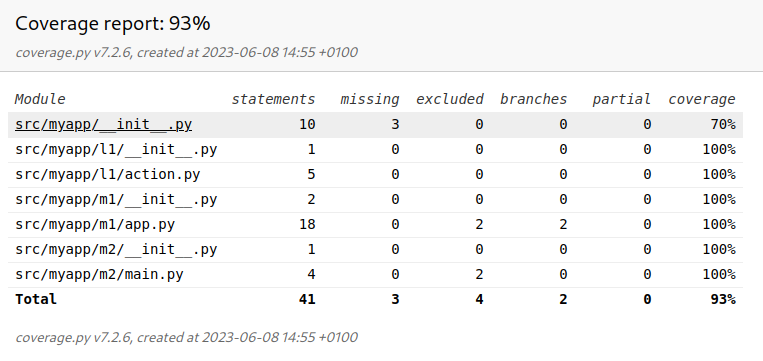 Coverage report: 93%
coverage.py v7.2.6, created at 2023-06-08 14:55 +0100
Module statements missing excluded branches partial coverage
src/myapp/__init__.py 10 3 0 0 0 70%
src/myapp/l1/__init__.py 1 0 0 0 0 100%
src/myapp/l1/action.py 5 0 0 0 0 100%
src/myapp/m1/__init__.py 2 0 0 0 0 100%
src/myapp/m1/app.py 18 0 2 2 0 100%
src/myapp/m2/__init__.py 1 0 0 0 0 100%
src/myapp/m2/main.py 4 0 2 0 0 100%
Total 41 3 4 2 0 93%
coverage.py v7.2.6, created at 2023-06-08 14:55 +0100